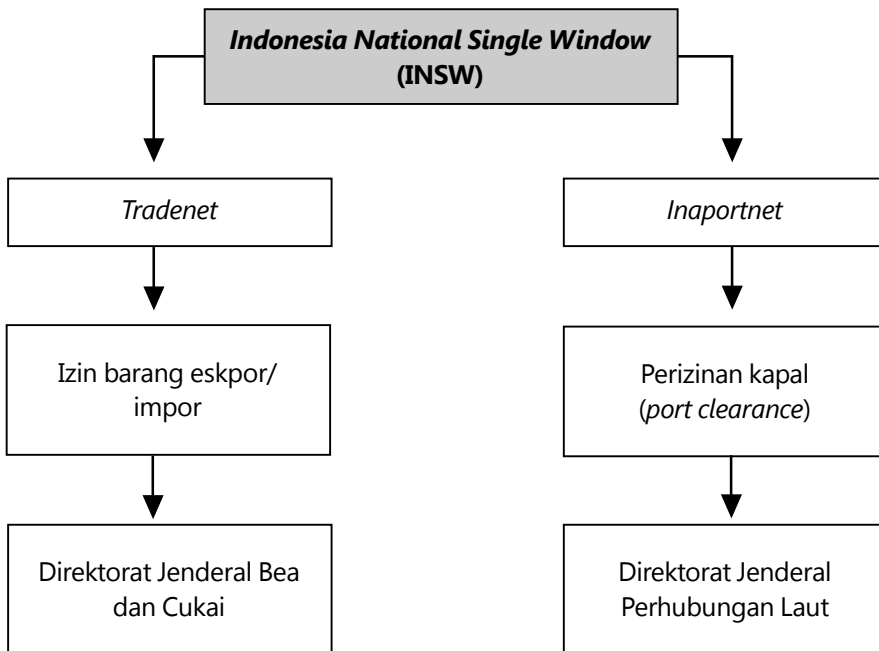 Indonesia National Single Window
(INSW)
Tradenet
Inaportnet
Izin barang eskpor/
impor
Perizinan kapal
(port clearance)
Direktorat Jenderal Bea
dan Cukai
Direktorat Jenderal
Perhubungan Laut